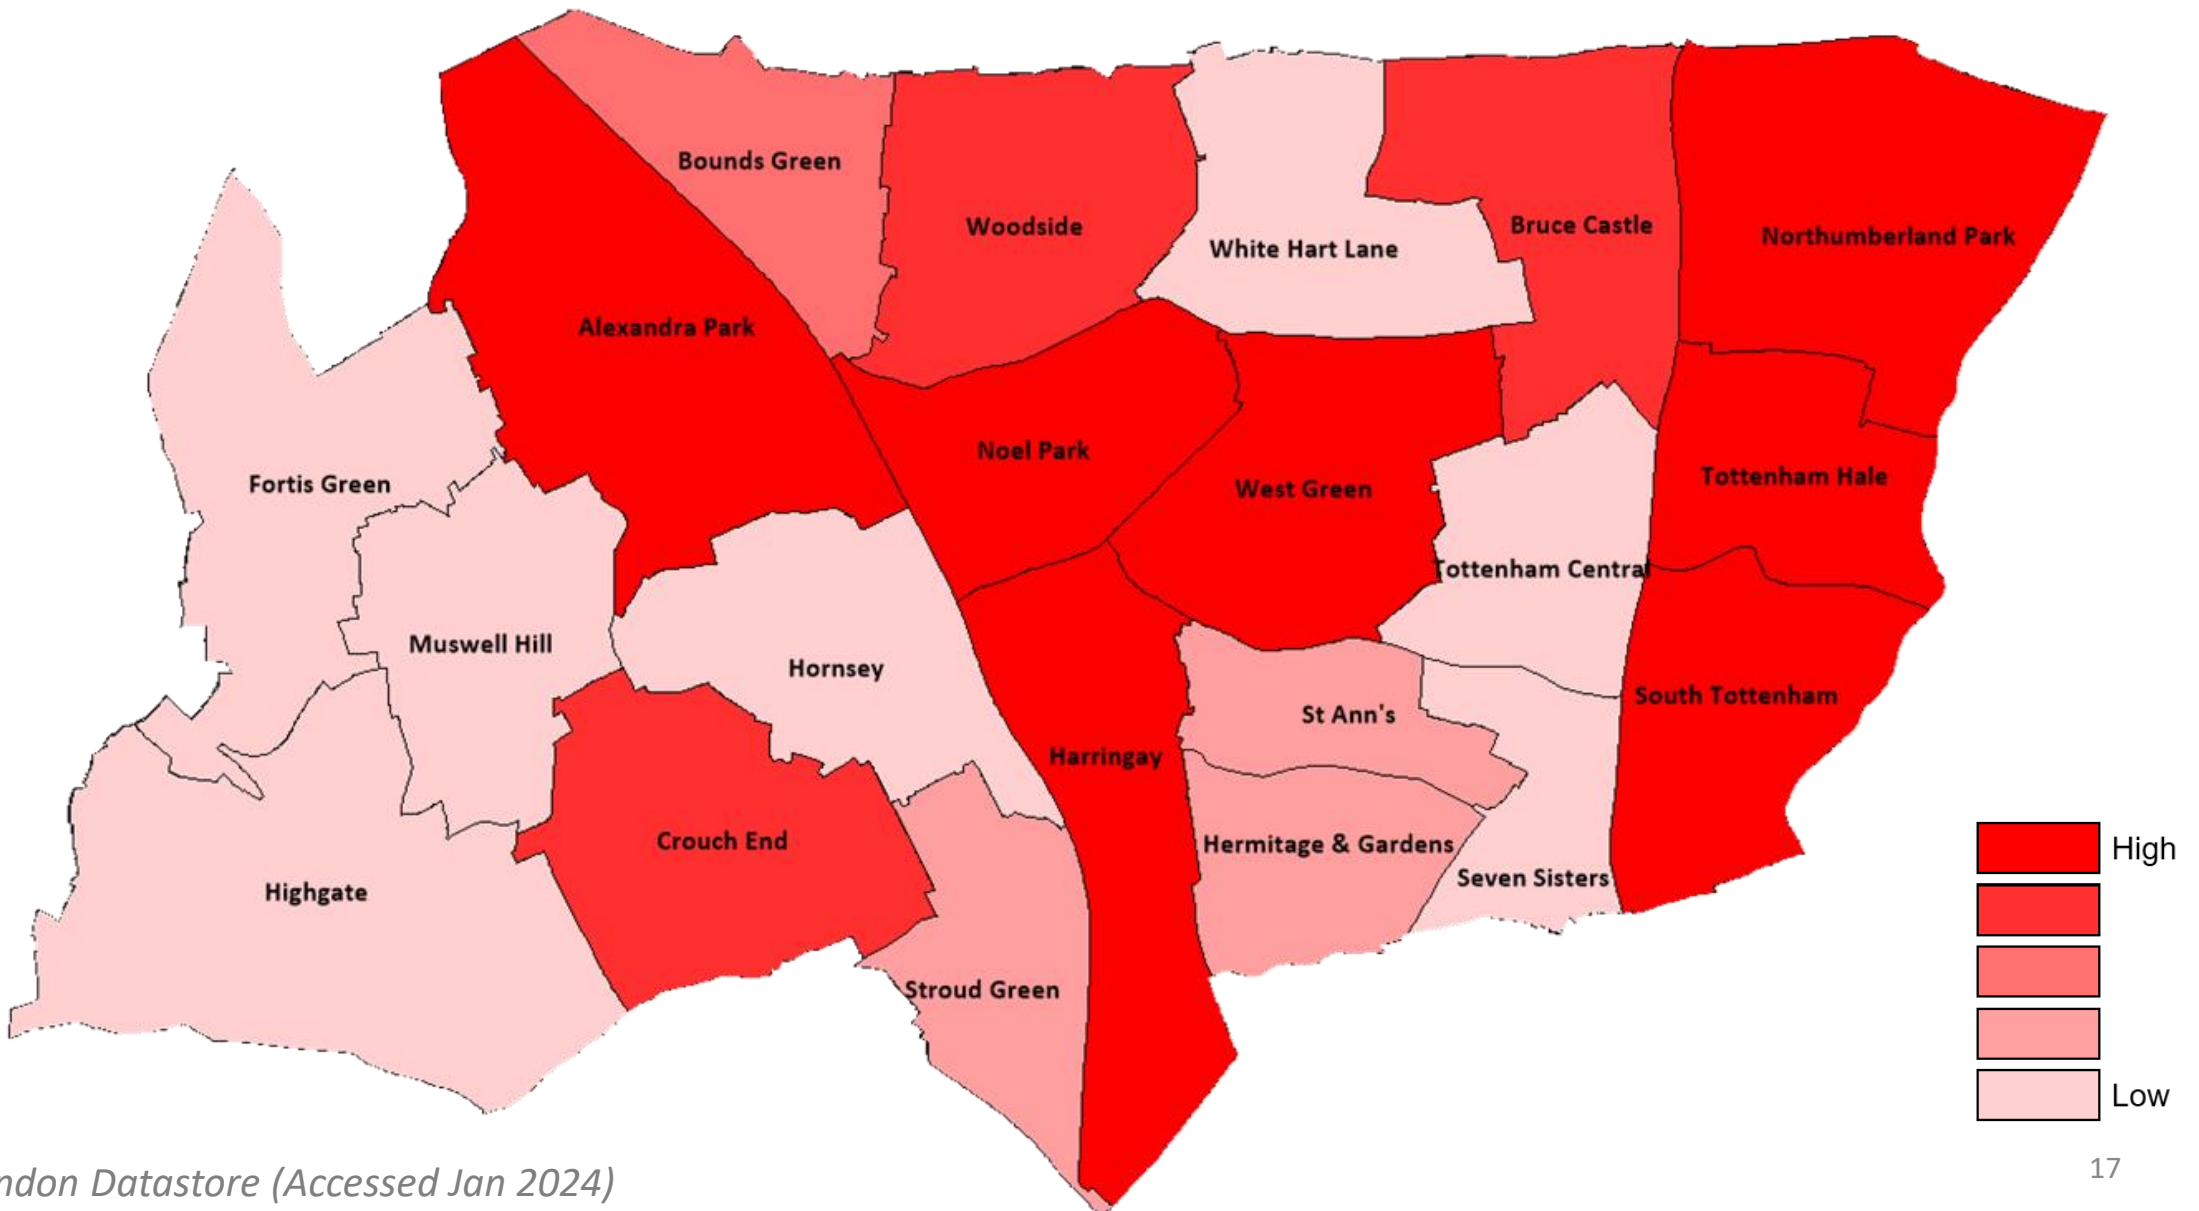 Bounds Green
Woodside
White Hart Lane
Bruce Castle
Northumberland Park
Alexandra Park
Noel Park
Fortis Green
West Green
Tottenham Hale
Tottenham Central
Muswell Hill
Hornsey
South Tottenham
St Ann's
Harringay
Crouch End
Hermitage & Gardens
Seven Sisters
Highgate
Stroud Green
High
Low
ndon Datastore (Accessed Jan 2024)
17